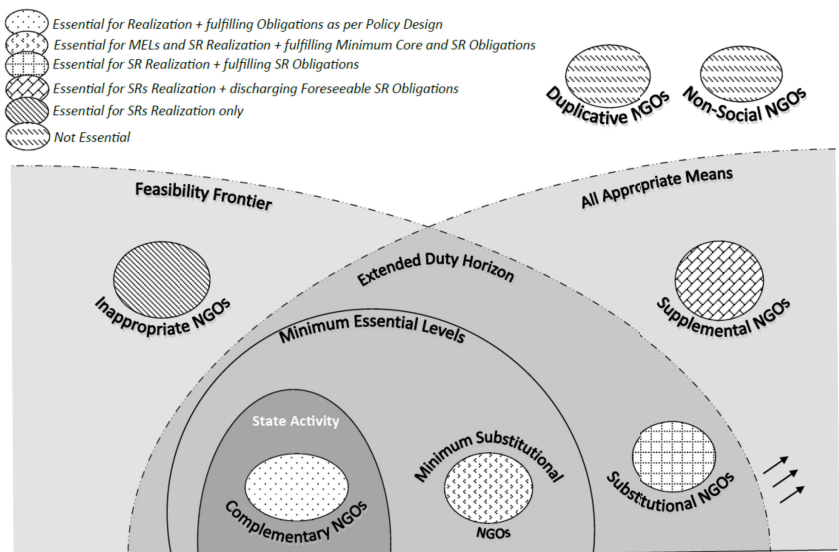 Essential for Realization + fulfilling Obligations as per Policy Design
Essential for MELs and SR Realization + fulfilling Minimum Core and SR Obligations
Essential for SR Realization + fulfilling SR Obligations
Essential for SRs Realization + discharging Foreseeable SR Obligations
Essential for SRs Realization only
Not Essential
Duplicative NGOs
Non-Social NGOs
Feasibility Frontier
All Appropriate Means
Extended Duty Horizon
Inappropriate NGOs
Supplemental NGOs
Minimum Essential Levels
State Activity
Complementary NGOs
Minimum Substitutional
NGOs
Substitutional NGOs